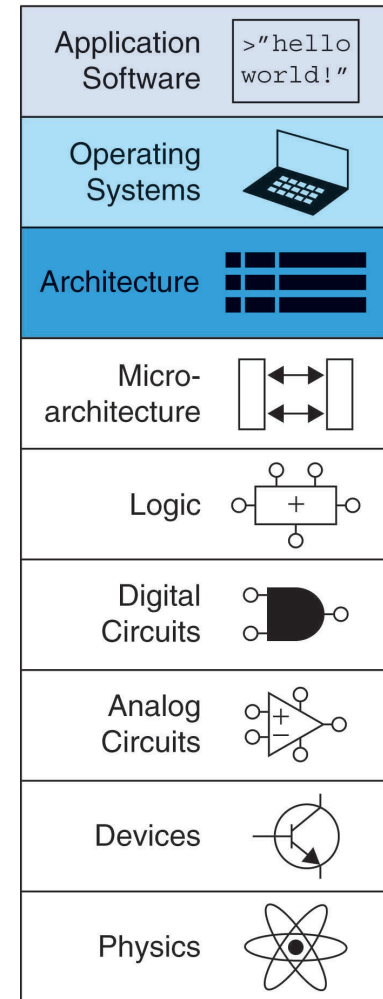 Application
Software
>"hello
world!"
Operating
Systems
Architecture
Micro-
architecture
Logic
+
Digital
Circuits
Analog
Circuits
+
−
Devices
Physics